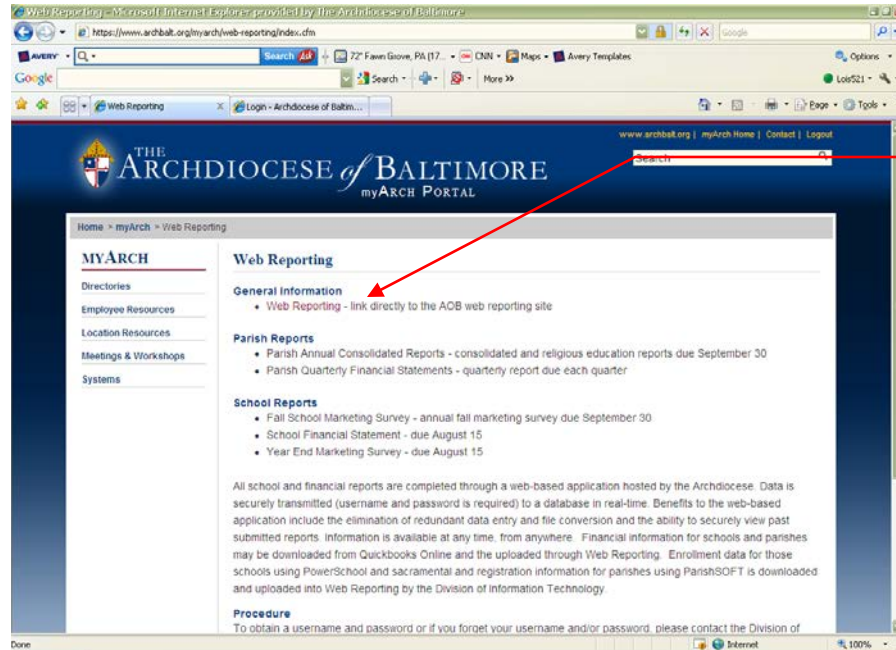 Web Reporting - Microsoft Internet Explorer provided by The Archdiocese of Baltimore
https://www.archbalt.org/myarch/web-reporting/index.cfm
Google
AVERY Search 72° Fawn Grove, PA (17... CNN Maps Avery Templates Options
Google Search More >> Lois521
Web Reporting X Login - Archdiocese of Baltim... Page Tools
www.archbalt.org | myArch Home | Contact | Logout
Search
THE
ARCHDIOCESE of BALTIMORE
myARCH PORTAL
Home > myArch > Web Reporting
MYARCH
Directories
Employee Resources
Location Resources
Meetings & Workshops
Systems
Web Reporting
General Information
• Web Reporting - link directly to the AOB web reporting site
Parish Reports
• Parish Annual Consolidated Reports - consolidated and religious education reports due September 30
• Parish Quarterly Financial Statements - quarterly report due each quarter
School Reports
• Fall School Marketing Survey - annual fall marketing survey due September 30
• School Financial Statement - due August 15
• Year End Marketing Survey - due August 15
All school and financial reports are completed through a web-based application hosted by the Archdiocese. Data is
securely transmitted (username and password is required) to a database in real-time. Benefits to the web-based
application include the elimination of redundant data entry and file conversion and the ability to securely view past
submitted reports. Information is available at any time, from anywhere. Financial information for schools and parishes
may be downloaded from Quickbooks Online and the uploaded through Web Reporting. Enrollment data for those
schools using PowerSchool and sacramental and registration information for parishes using ParishSOFT is downloaded
and uploaded into Web Reporting by the Division of Information Technology.
Procedure
To obtain a username and password or if you forget your username and/or password, please contact the Division of
Done Internet 100%